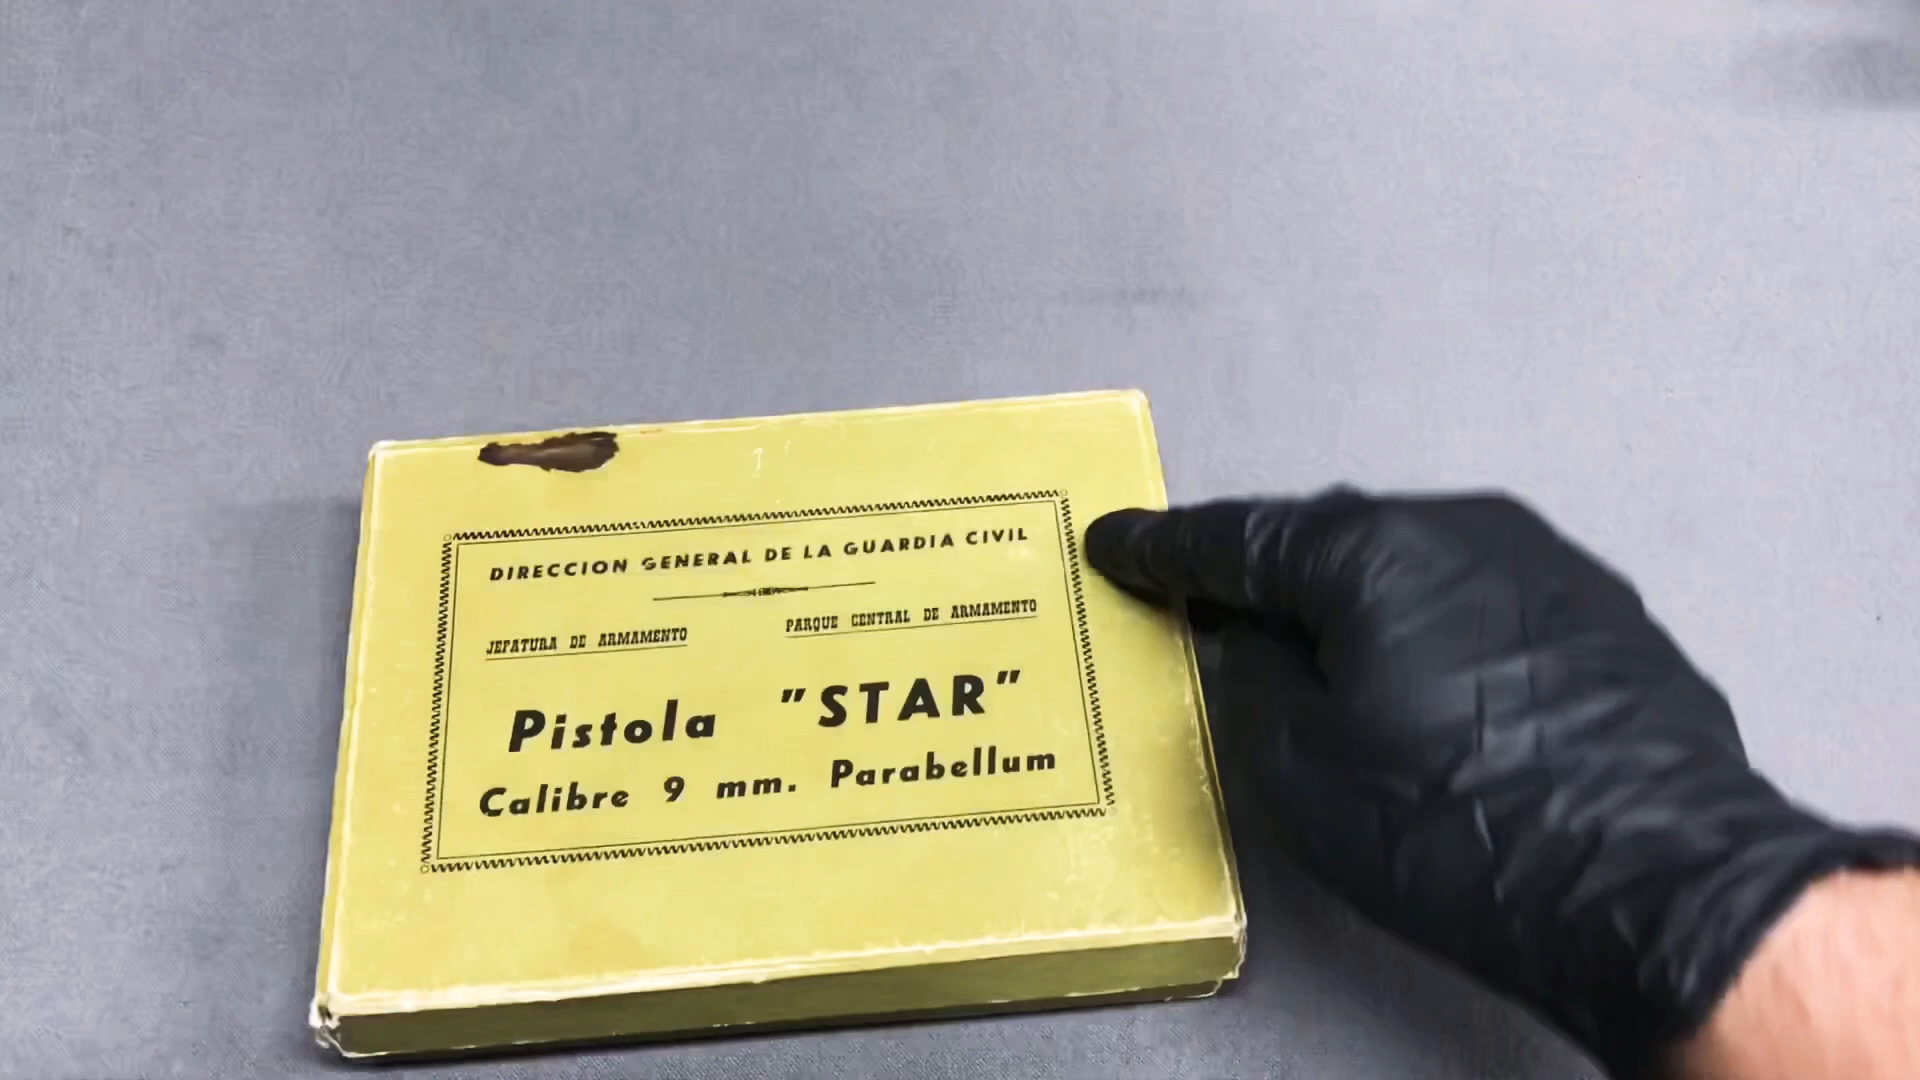 DIRECCION GENERAL DE LA GUARDIA CIVIL
JEFATURA DE ARMAMENTO
PARQUE CENTRAL DE ARMAMENTO
Pistola "STAR"
Calibre 9 mm. Parabellum